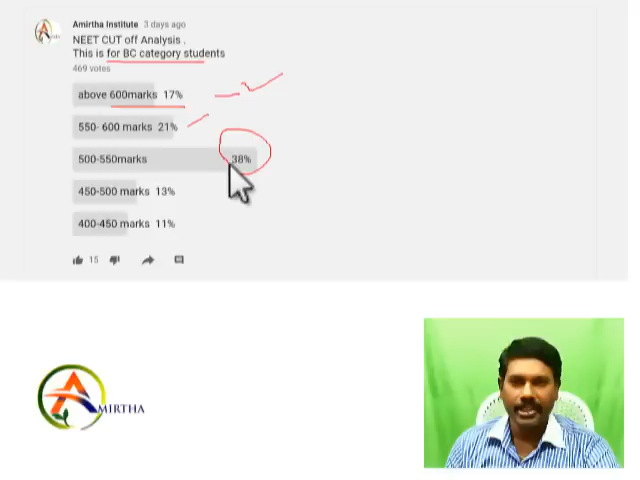 Amirtha Institute 3 days ago
NEET CUT off Analysis .
This is for BC category students
469 votes
above 600marks 17%
550- 600 marks 21%
500-550marks 38%
450-500 marks 13%
400-450 marks 11%
15
AMIRTHA